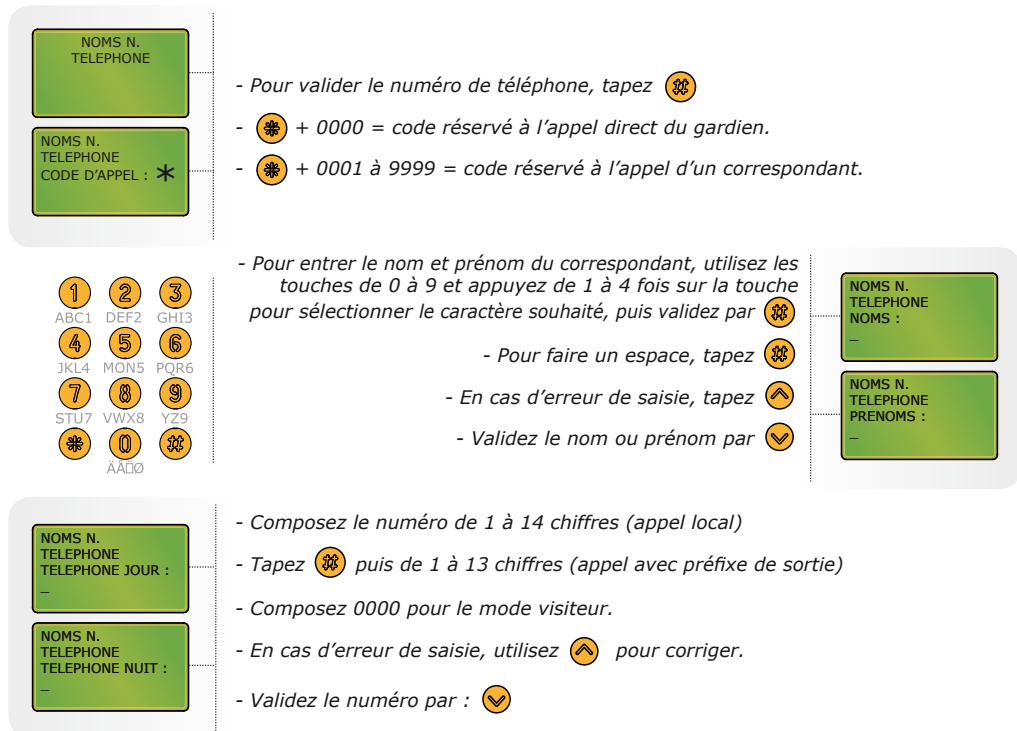 NOMS N.
TELEPHONE
- Pour valider le numéro de téléphone, tapez #
- * + 0000 = code réservé à l'appel direct du gardien.
NOMS N.
TELEPHONE
CODE D'APPEL : *
- * + 0001 à 9999 = code réservé à l'appel d'un correspondant.
1 2 3
ABC1 DEF2 GHI3
4 5 6
JKL4 MON5 PQR6
7 8 9
STU7 VWX8 YZ9
* 0 #
ÄÅ□Ø
- Pour entrer le nom et prénom du correspondant, utilisez les
touches de 0 à 9 et appuyez de 1 à 4 fois sur la touche
pour sélectionner le caractère souhaité, puis validez par #
- Pour faire un espace, tapez #
- En cas d'erreur de saisie, tapez
- Validez le nom ou prénom par
NOMS N.
TELEPHONE
NOMS :
_
NOMS N.
TELEPHONE
PRENOMS :
_
NOMS N.
TELEPHONE
TELEPHONE JOUR :
_
NOMS N.
TELEPHONE
TELEPHONE NUIT :
_
- Composez le numéro de 1 à 14 chiffres (appel local)
- Tapez # puis de 1 à 13 chiffres (appel avec préfixe de sortie)
- Composez 0000 pour le mode visiteur.
- En cas d'erreur de saisie, utilisez pour corriger.
- Validez le numéro par :